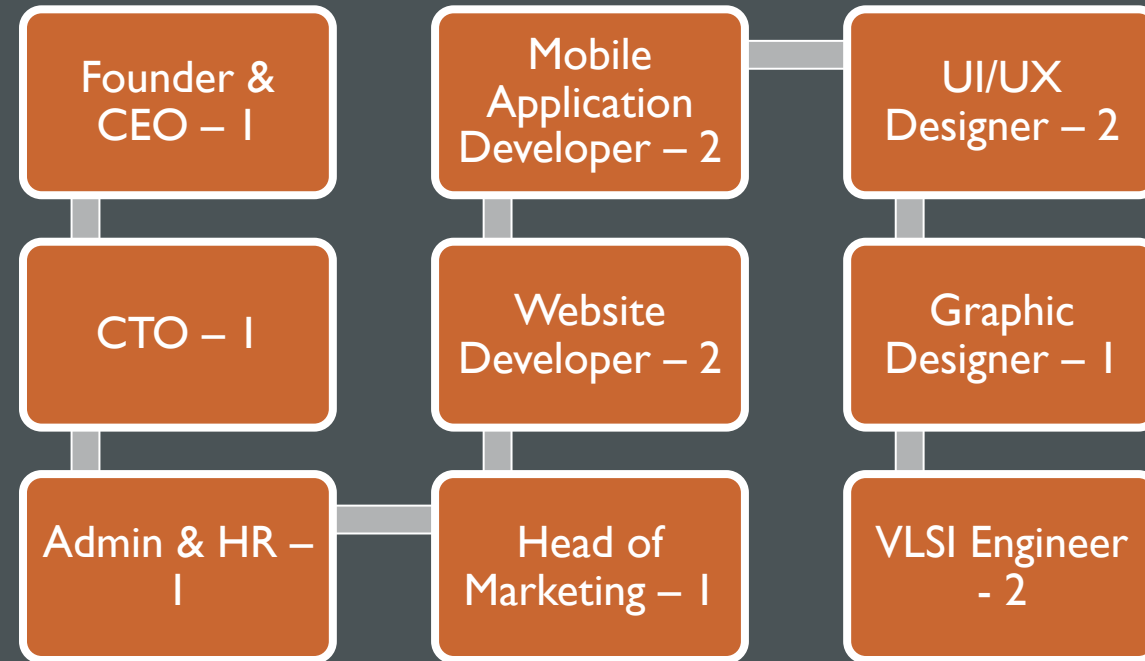 Founder &
CEO – 1
CTO – 1
Admin & HR –
1
Head of
Marketing – 1
Website
Developer – 2
Mobile
Application
Developer – 2
UI/UX
Designer – 2
Graphic
Designer – 1
VLSI Engineer
- 2